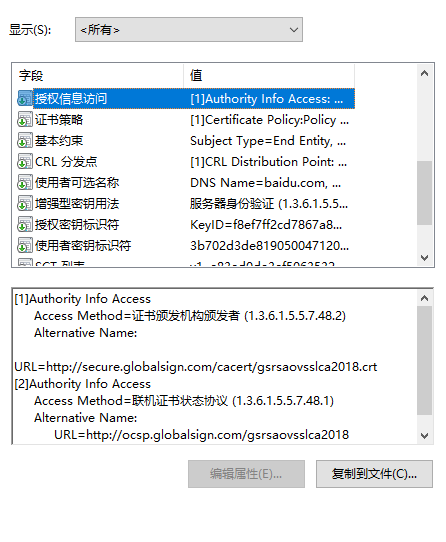 显示(S): <所有>
字段 值
授权信息访问 [1]Authority Info Access: ...
证书策略 [1]Certificate Policy:Policy ...
基本约束 Subject Type=End Entity, ...
CRL 分发点 [1]CRL Distribution Point: ...
使用者可选名称 DNS Name=baidu.com, ...
增强型密钥用法 服务器身份验证 (1.3.6.1.5.5...
授权密钥标识符 KeyID=f8ef7ff2cd7867a8...
使用者密钥标识符 3b702d3de819050047120...
SCT 列表
[1]Authority Info Access
Access Method=证书颁发机构颁发者 (1.3.6.1.5.5.7.48.2)
Alternative Name:
URL=http://secure.globalsign.com/cacert/gsrsaovsslca2018.crt
[2]Authority Info Access
Access Method=联机证书状态协议 (1.3.6.1.5.5.7.48.1)
Alternative Name:
URL=http://ocsp.globalsign.com/gsrsaovsslca2018
编辑属性(E)... 复制到文件(C)...